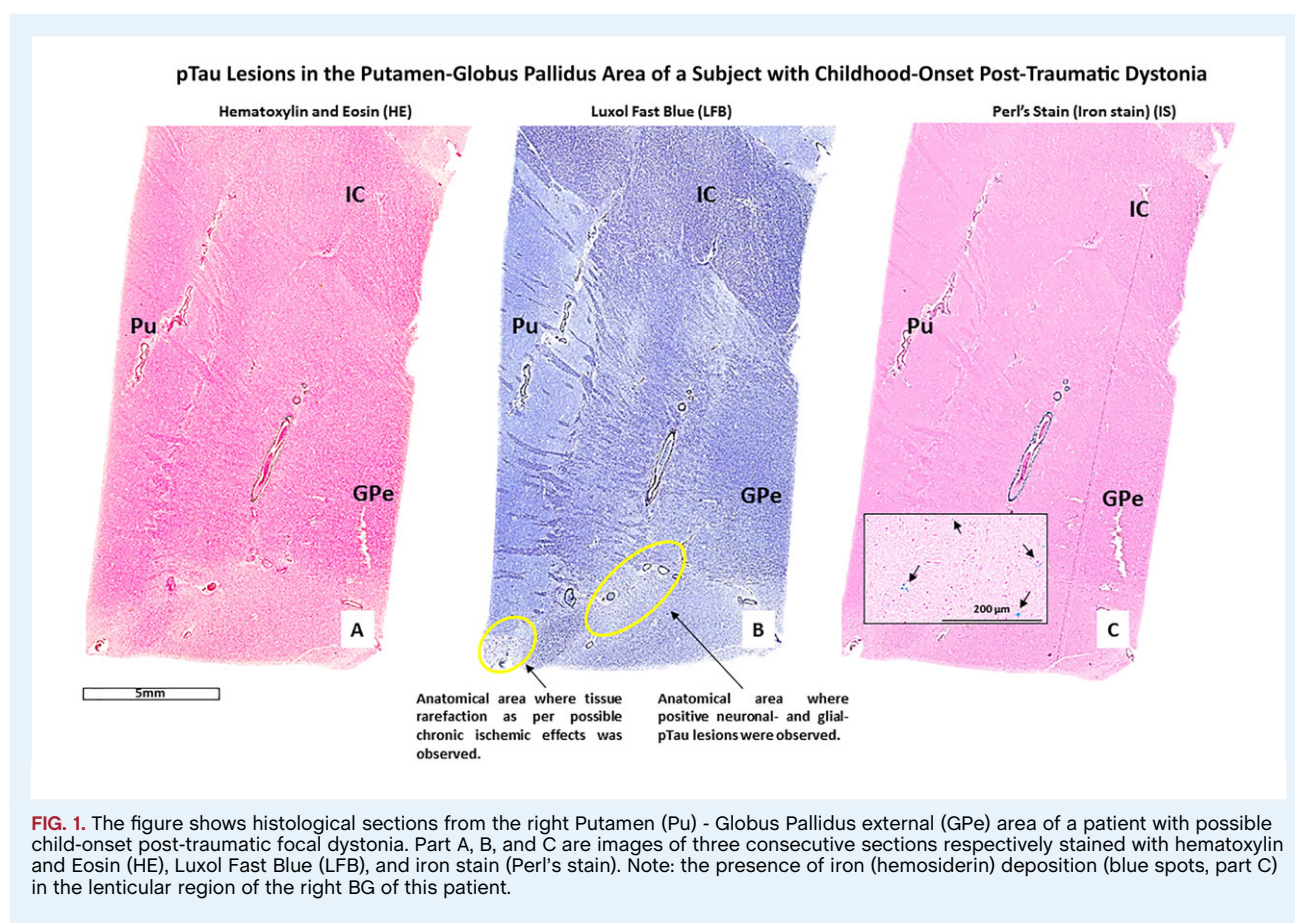 pTau Lesions in the Putamen-Globus Pallidus Area of a Subject with Childhood-Onset Post-Traumatic Dystonia
Hematoxylin and Eosin (HE)
Luxol Fast Blue (LFB)
Perl's Stain (Iron stain) (IS)
IC
IC
IC
Pu
Pu
Pu
GPe
GPe
GPe
200 µm
A
B
C
5mm
Anatomical area where tissue
rarefaction as per possible
chronic ischemic effects was
observed.
Anatomical area where
positive neuronal- and glial-
pTau lesions were observed.
FIG. 1. The figure shows histological sections from the right Putamen (Pu) - Globus Pallidus external (GPe) area of a patient with possible
child-onset post-traumatic focal dystonia. Part A, B, and C are images of three consecutive sections respectively stained with hematoxylin
and Eosin (HE), Luxol Fast Blue (LFB), and iron stain (Perl's stain). Note: the presence of iron (hemosiderin) deposition (blue spots, part C)
in the lenticular region of the right BG of this patient.